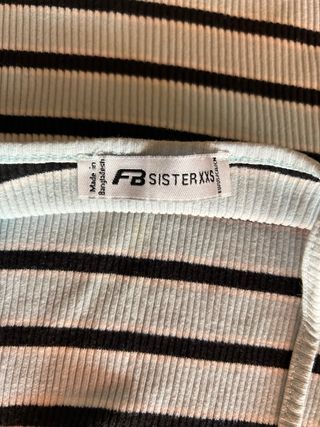 Made in
Bangladesh
FB SISTER XXS